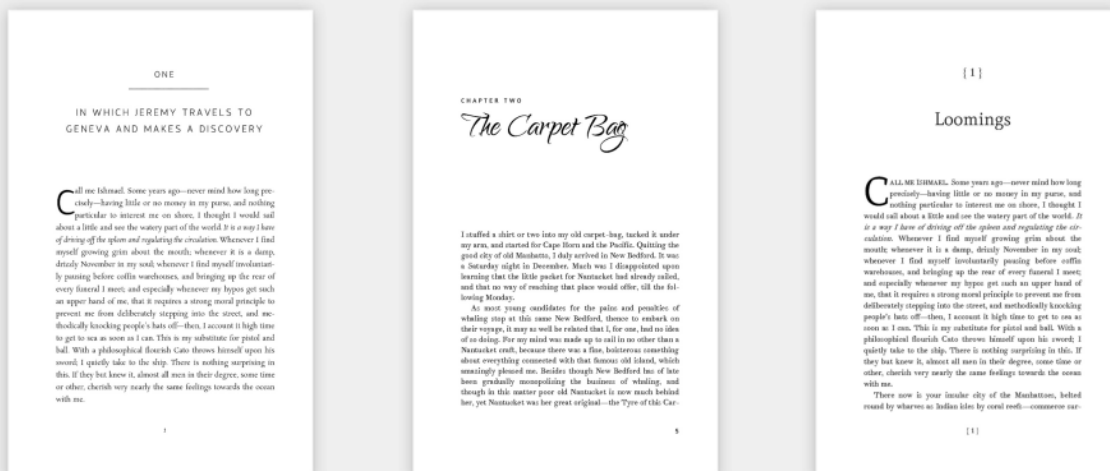 ONE
IN WHICH JEREMY TRAVELS TO
GENEVA AND MAKES A DISCOVERY
Call me Ishmael. Some years ago—never mind how long pre-
cisely—having little or no money in my purse, and nothing
particular to interest me on shore, I thought I would sail
about a little and see the watery part of the world. It is a way I have
of driving off the spleen and regulating the circulation. Whenever I find
myself growing grim about the mouth; whenever it is a damp,
drizzly November in my soul; whenever I find myself involuntari-
ly pausing before coffin warehouses, and bringing up the rear of
every funeral I meet; and especially whenever my hypos get such
an upper hand of me, that it requires a strong moral principle to
prevent me from deliberately stepping into the street, and me-
thodically knocking people's hats off—then, I account it high time
to get to sea as soon as I can. This is my substitute for pistol and
ball. With a philosophical flourish Cato throws himself upon his
sword; I quietly take to the ship. There is nothing surprising in
this. If they but knew it, almost all men in their degree, some time
or other, cherish very nearly the same feelings towards the ocean
with me.
1
CHAPTER TWO
The Carpet Bag
I stuffed a shirt or two into my old carpet-bag, tucked it under
my arm, and started for Cape Horn and the Pacific. Quitting the
good city of old Manhatto, I duly arrived in New Bedford. It was
a Saturday night in December. Much was I disappointed upon
learning that the little packet for Nantucket had already sailed,
and that no way of reaching that place would offer, till the fol-
lowing Monday.
As most young candidates for the pains and penalties of
whaling stop at this same New Bedford, thence to embark on
their voyage, it may as well be related that I, for one, had no idea
of so doing. For my mind was made up to sail in no other than a
Nantucket craft, because there was a fine, boisterous something
about everything connected with that famous old island, which
amazingly pleased me. Besides though New Bedford has of late
been gradually monopolising the business of whaling, and
though in this matter poor old Nantucket is now much behind
her, yet Nantucket was her great original—the Tyre of this Car-
5
[ 1 ]
Loomings
CALL ME ISHMAEL. Some years ago—never mind how long
precisely—having little or no money in my purse, and
nothing particular to interest me on shore, I thought I
would sail about a little and see the watery part of the world. It
is a way I have of driving off the spleen and regulating the cir-
culation. Whenever I find myself growing grim about the
mouth; whenever it is a damp, drizzly November in my soul;
whenever I find myself involuntarily pausing before coffin
warehouses, and bringing up the rear of every funeral I meet;
and especially whenever my hypos get such an upper hand of
me, that it requires a strong moral principle to prevent me from
deliberately stepping into the street, and methodically knocking
people's hats off—then, I account it high time to get to sea as
soon as I can. This is my substitute for pistol and ball. With a
philosophical flourish Cato throws himself upon his sword; I
quietly take to the ship. There is nothing surprising in this. If
they but knew it, almost all men in their degree, some time or
other, cherish very nearly the same feelings towards the ocean
with me.
There now is your insular city of the Manhattoes, belted
round by wharves as Indian isles by coral reefs—commerce sur-
[ 1 ]